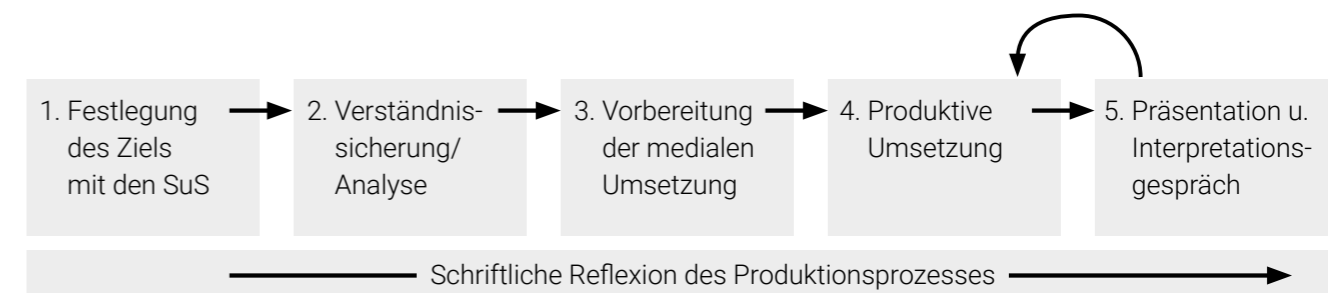 1. Festlegung
des Ziels
mit den SuS
2. Verständnis-
sicherung/
Analyse
3. Vorbereitung
der medialen
Umsetzung
4. Produktive
Umsetzung
5. Präsentation u.
Interpretations-
gespräch
Schriftliche Reflexion des Produktionsprozesses